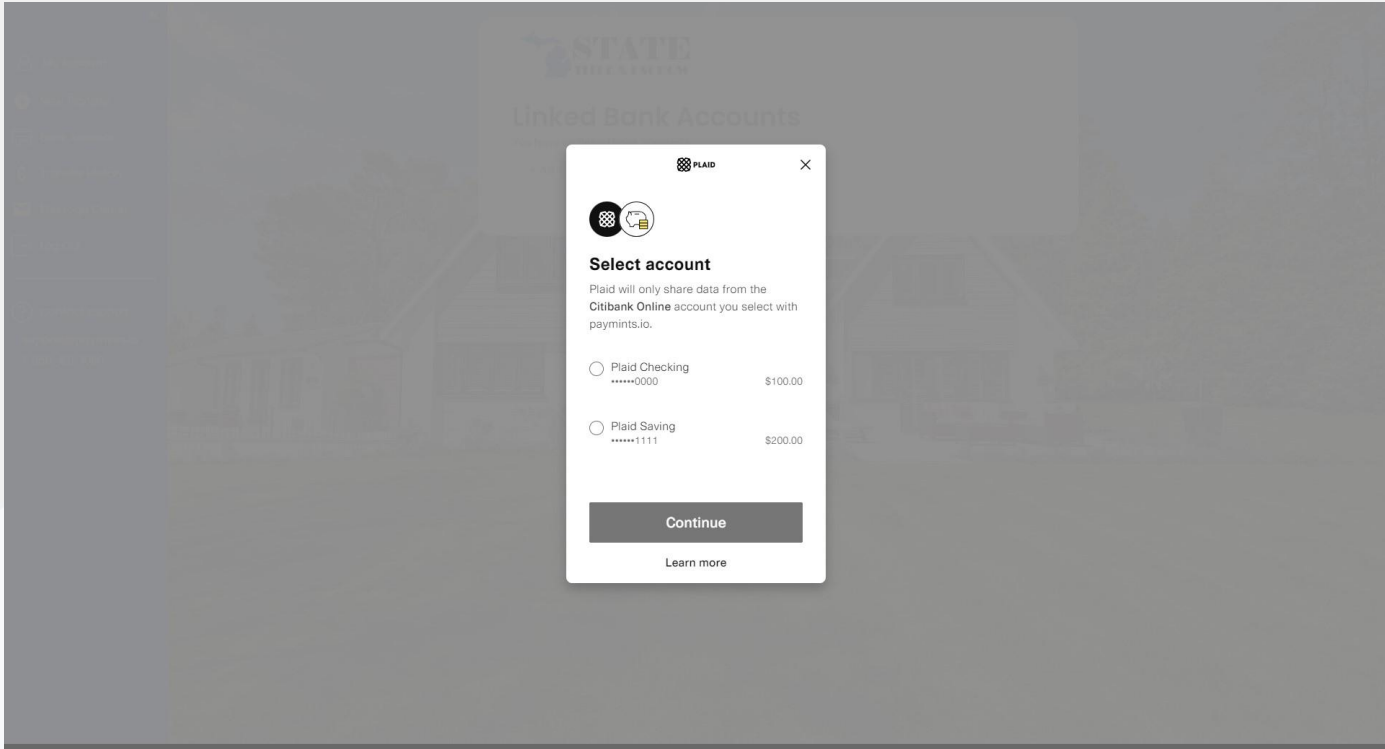 STATE
Linked Bank Accounts
PLAID
Select account
Plaid will only share data from the
Citibank Online account you select with
paymints.io.
Plaid Checking
••••••0000 $100.00
Plaid Saving
••••••1111 $200.00
Continue
Learn more